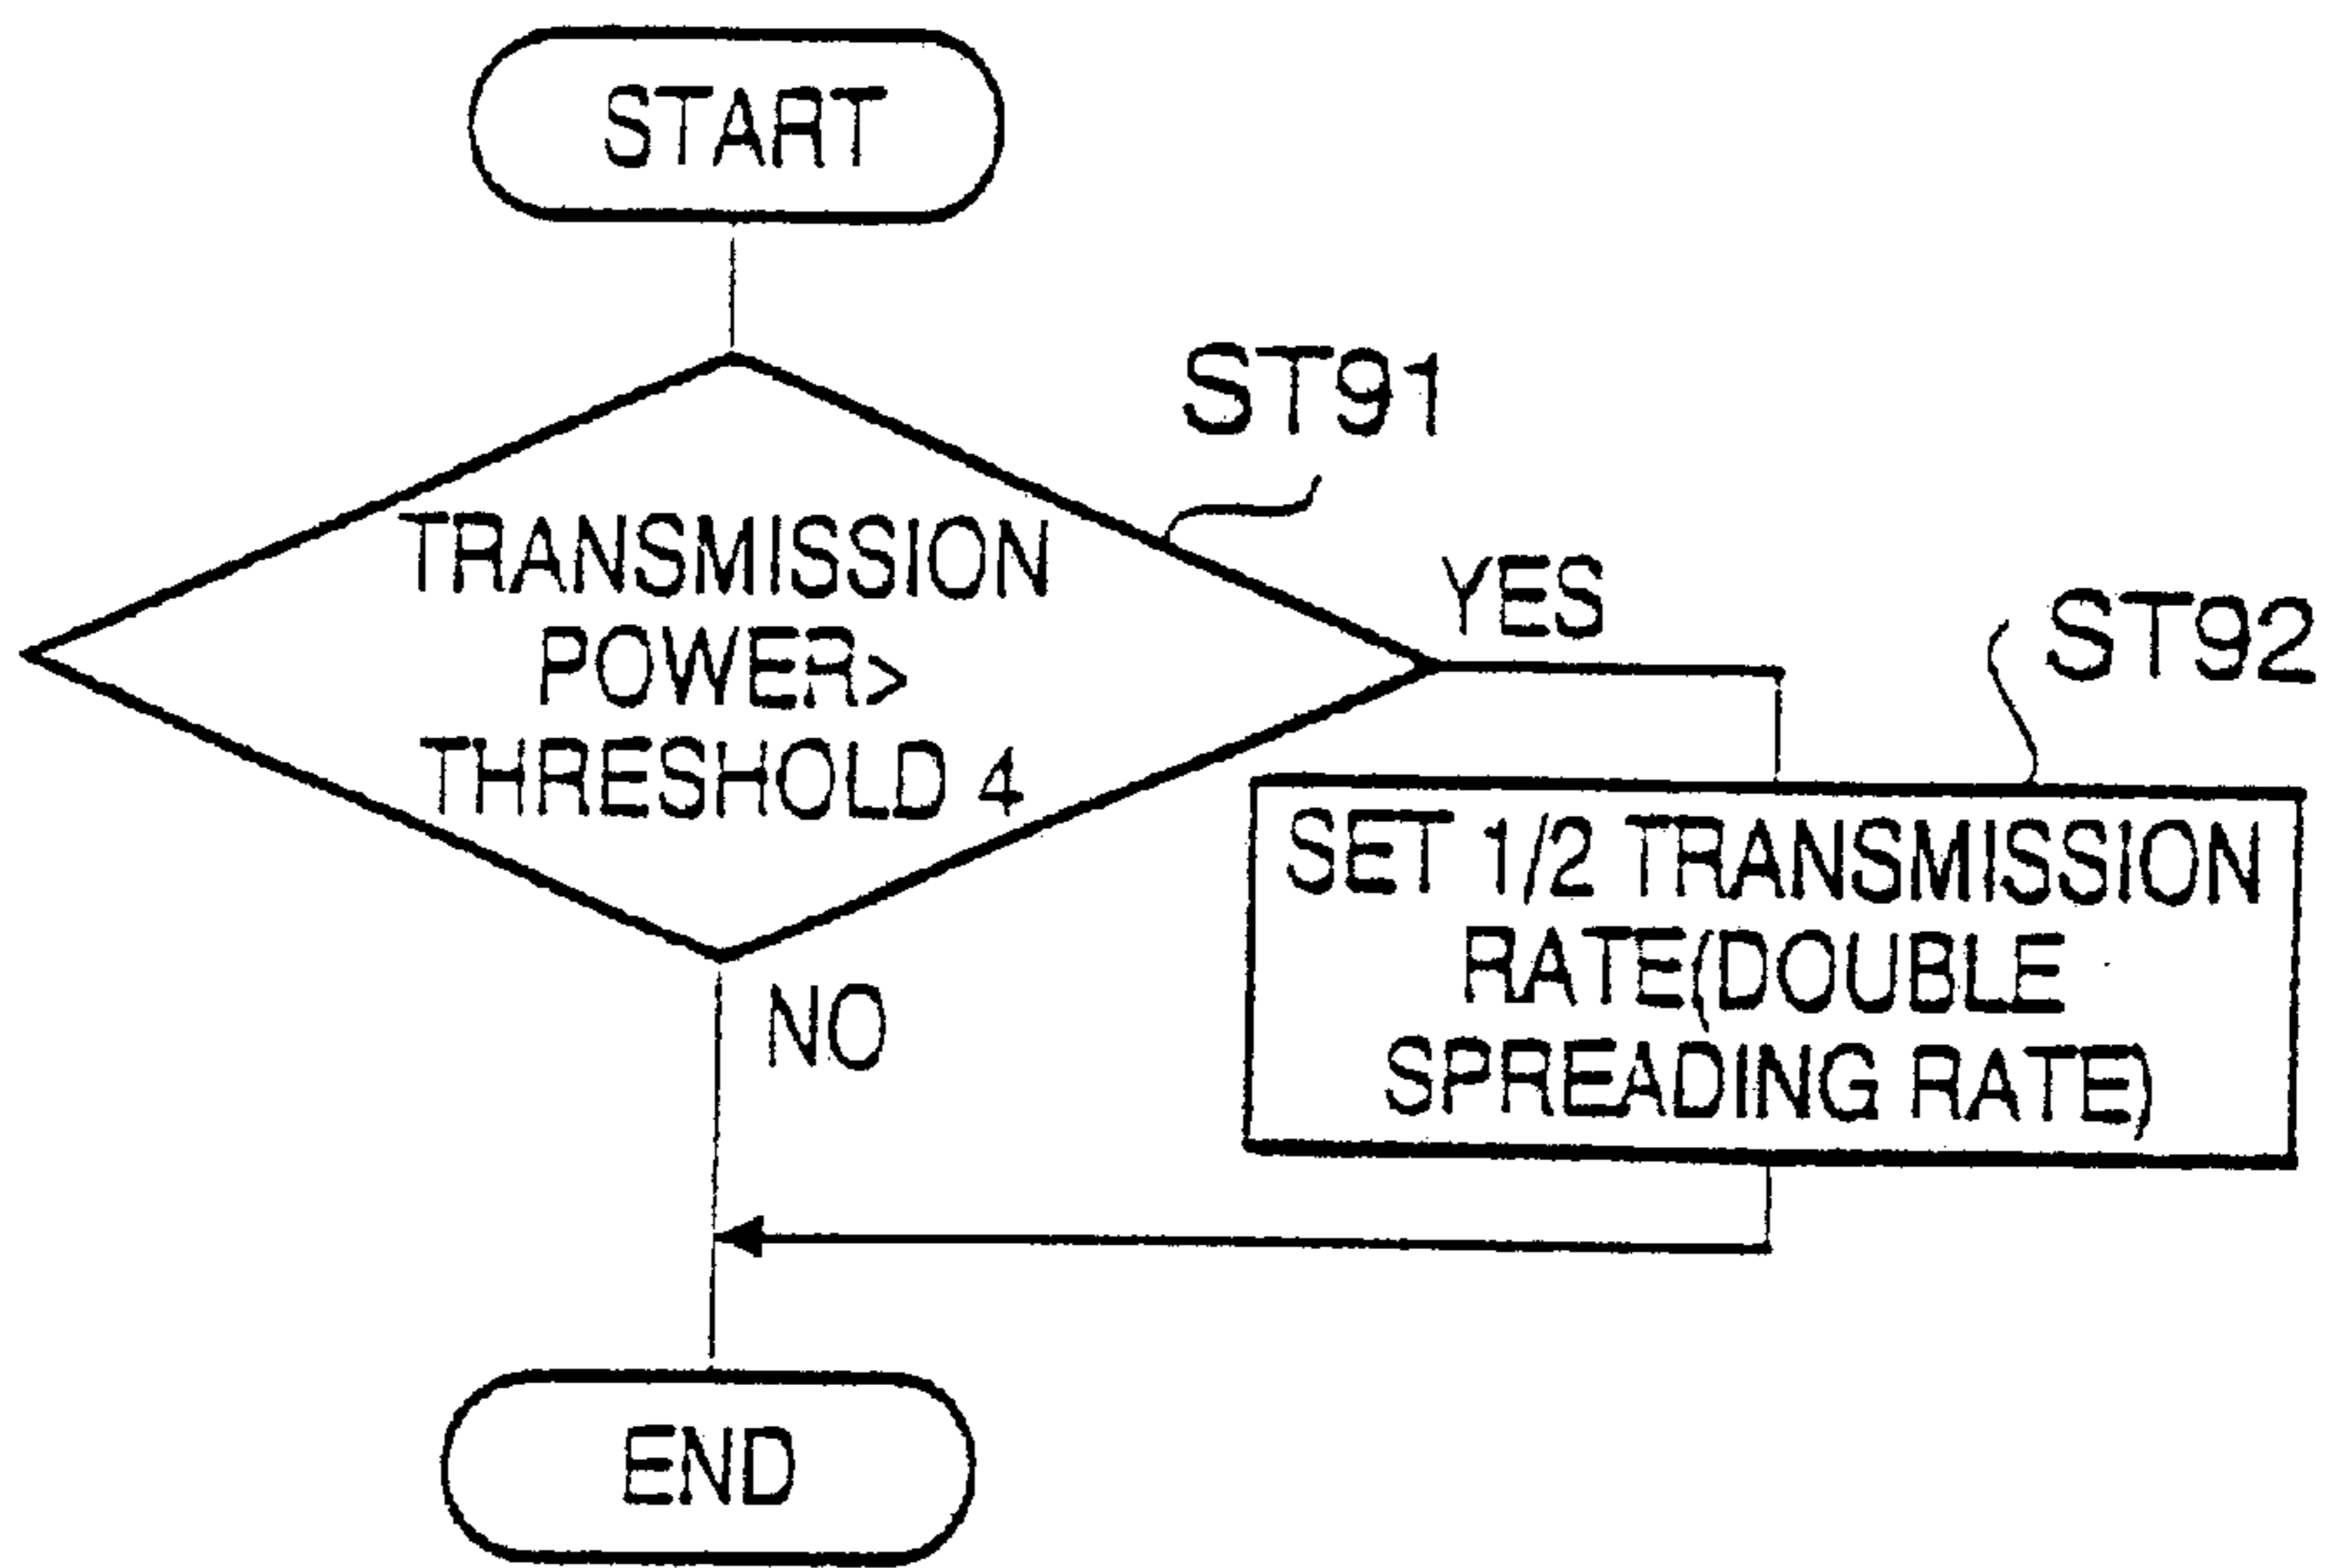 START
ST91
TRANSMISSION
POWER>
THRESHOLD 4
YES
ST92
SET 1/2 TRANSMISSION
RATE(DOUBLE
SPREADING RATE)
NO
END